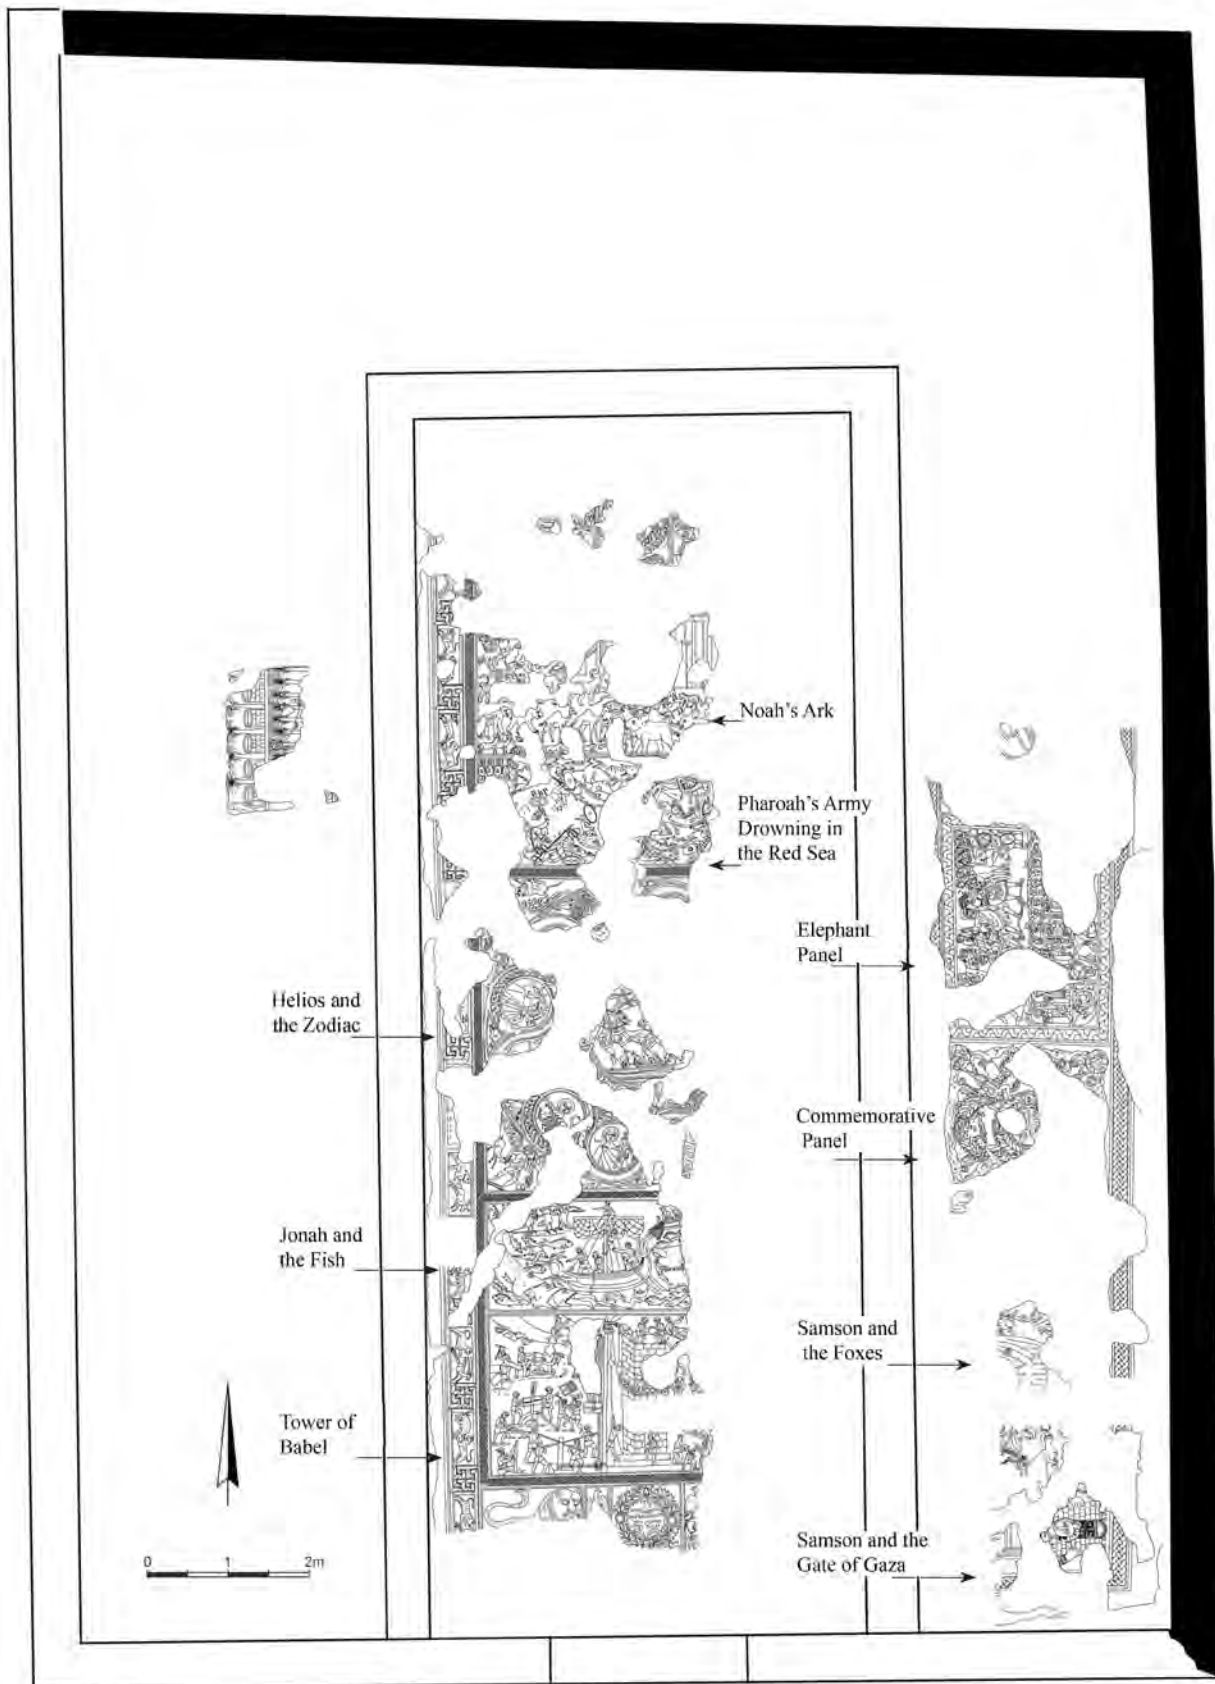 Noah's Ark
Pharoah's Army
Drowning in
the Red Sea
Elephant
Panel
Helios and
the Zodiac
Commemorative
Panel
Jonah and
the Fish
Samson and
the Foxes
Tower of
Babel
Samson and the
Gate of Gaza
0 1 2m